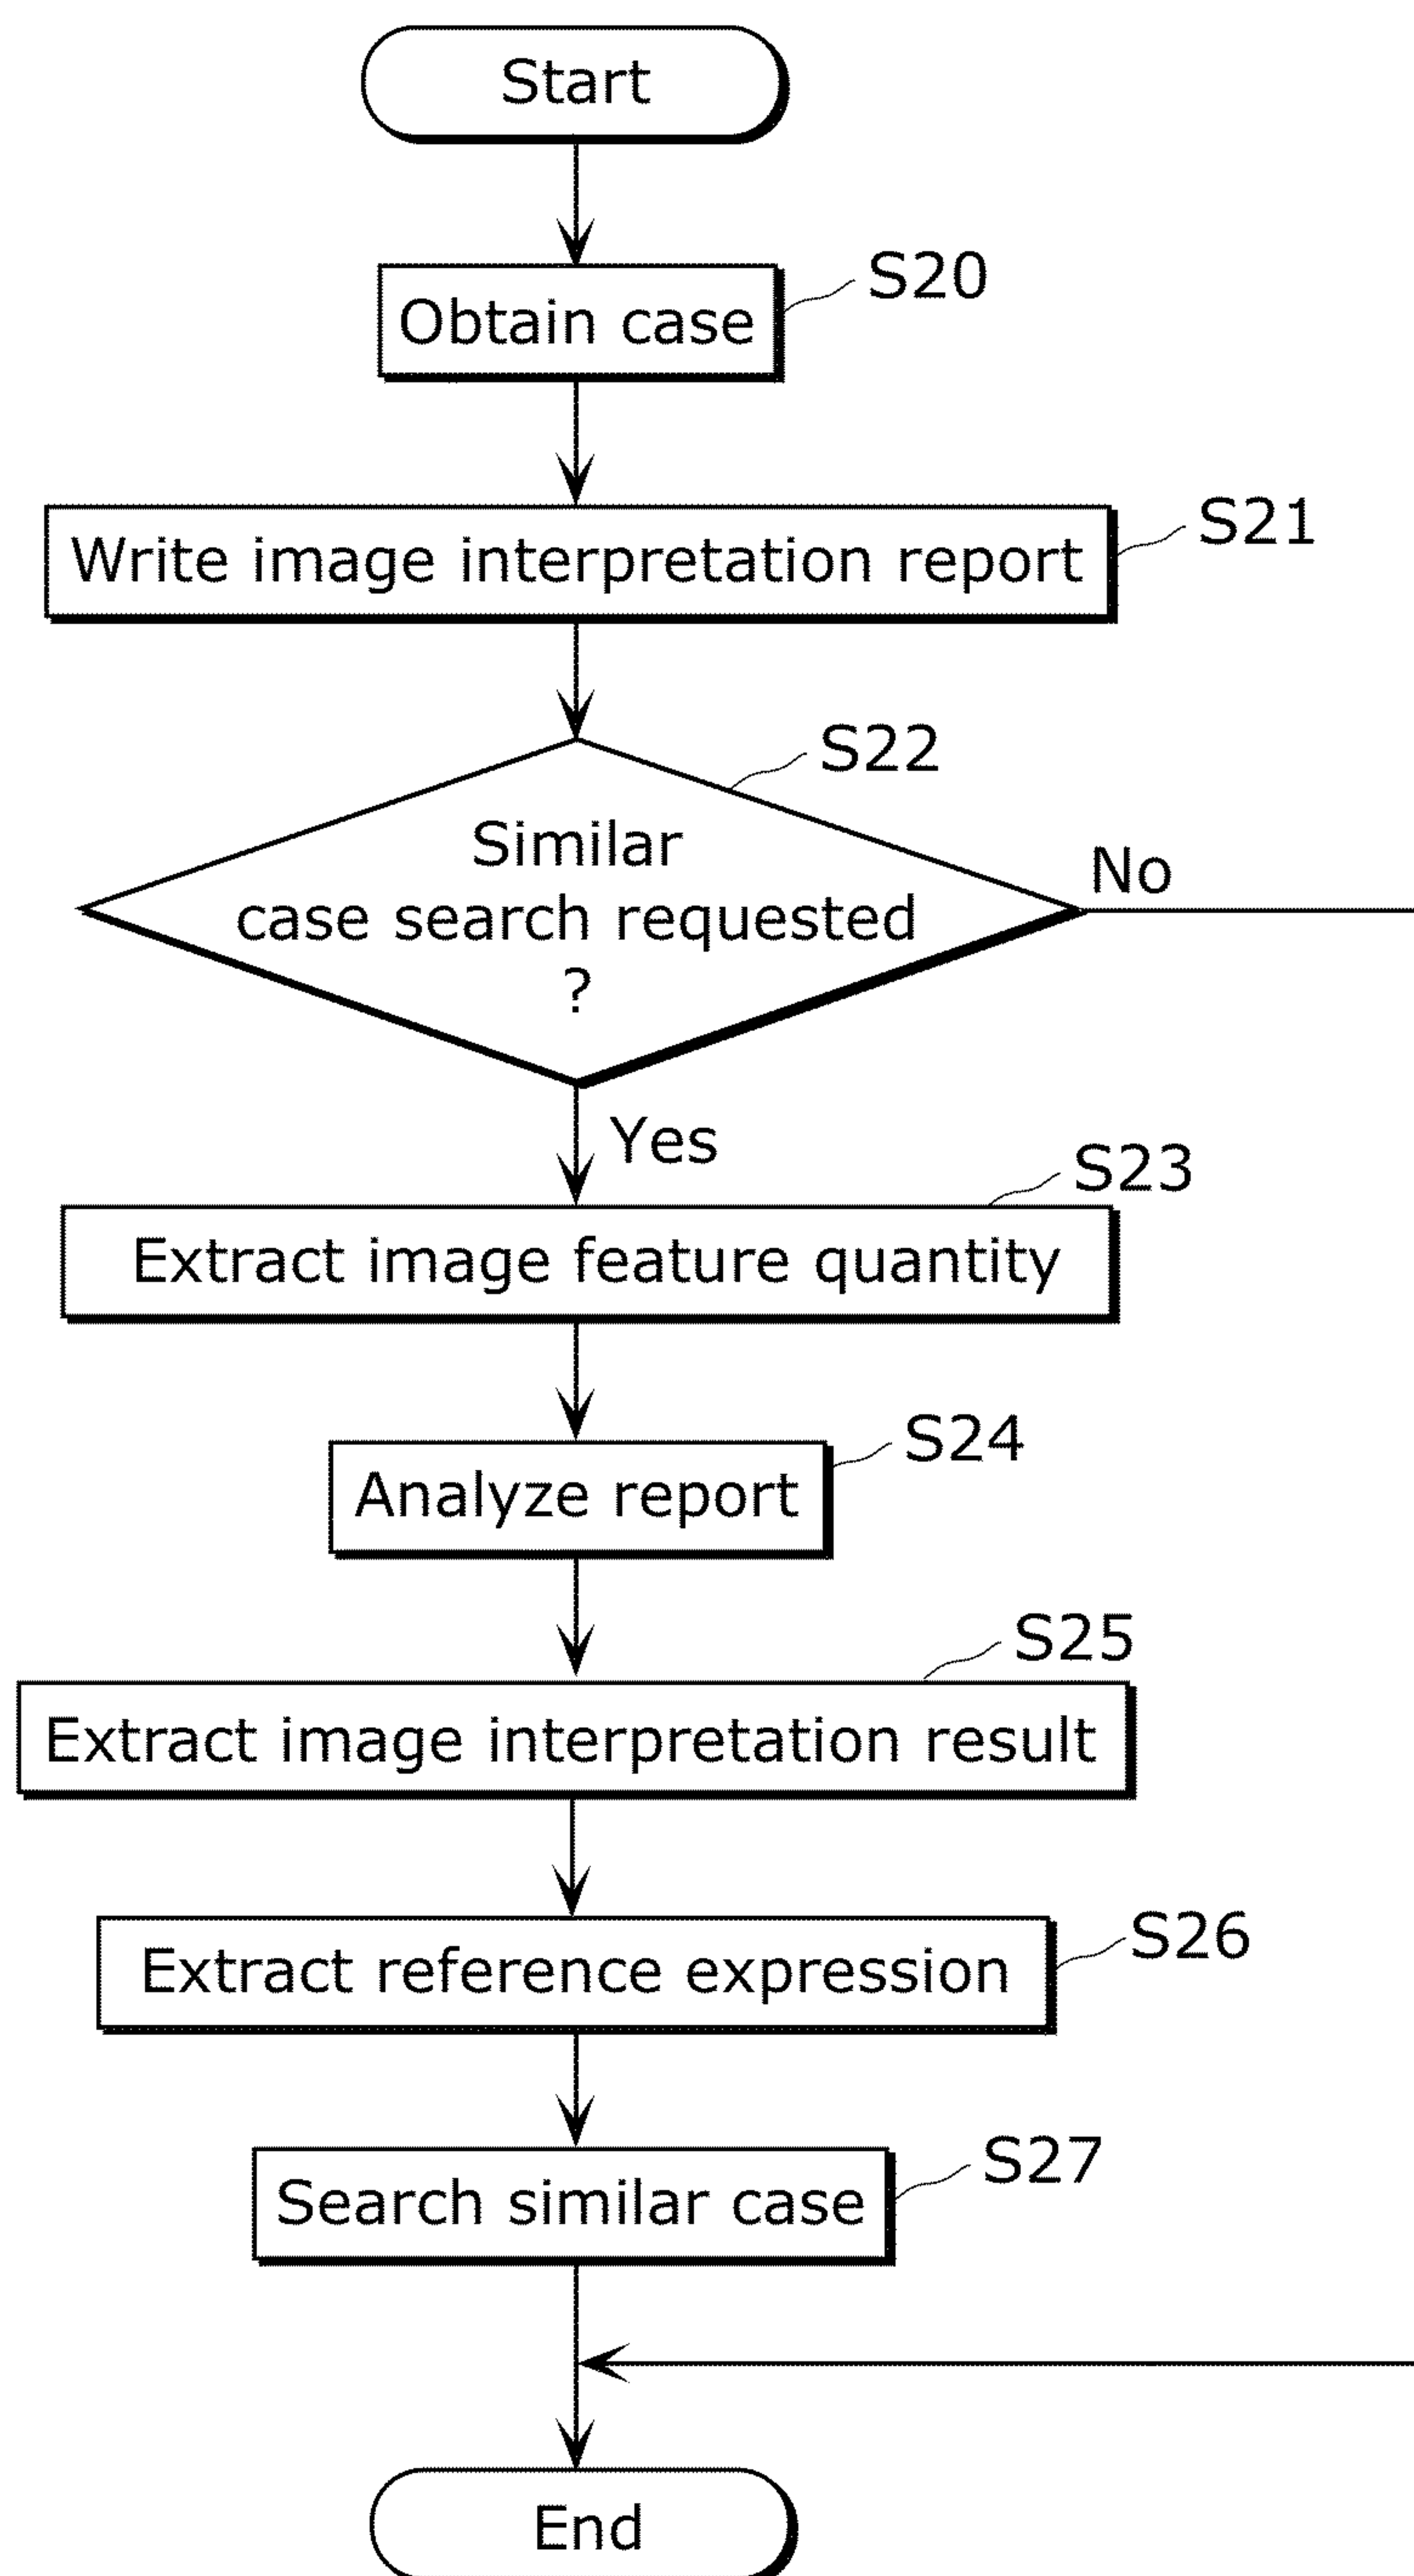 Start
S20
Obtain case
S21
Write image interpretation report
S22
Similar
case search requested
?
No
Yes
S23
Extract image feature quantity
S24
Analyze report
S25
Extract image interpretation result
S26
Extract reference expression
S27
Search similar case
End